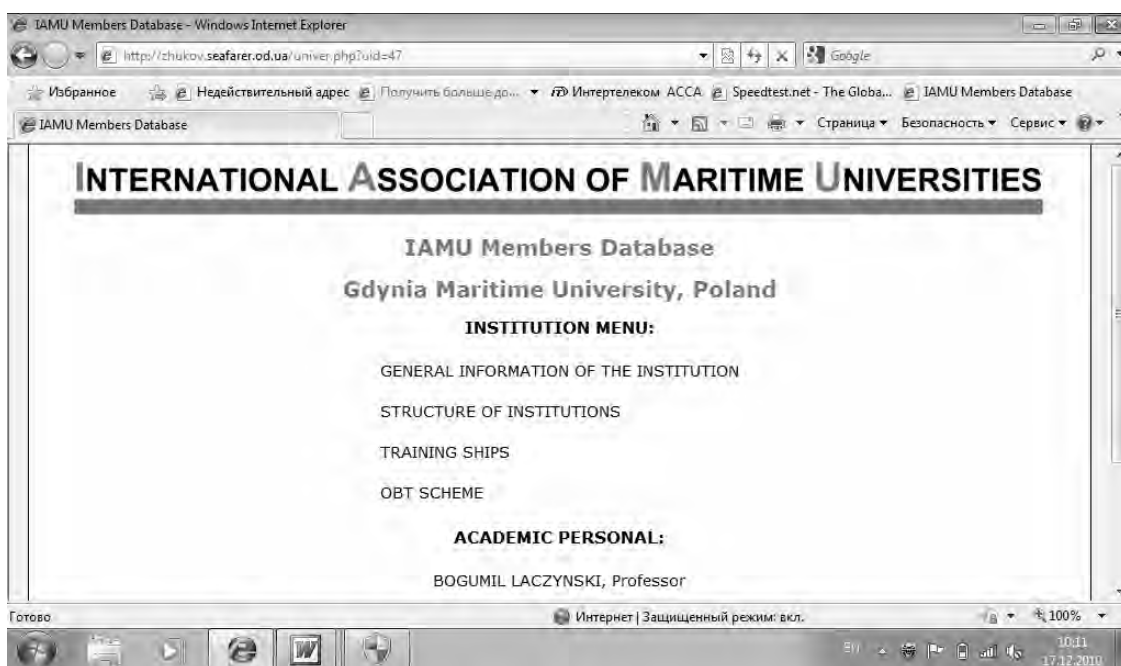 IAMU Members Database - Windows Internet Explorer
http://zhukov.seafarer.od.ua/univer.php?uid=47
Google
Избранное Недействительный адрес Получить больше до... Интертелеком ACCA Speedtest.net - The Globa... IAMU Members Database
IAMU Members Database Страница Безопасность Сервис
INTERNATIONAL ASSOCIATION OF MARITIME UNIVERSITIES
IAMU Members Database
Gdynia Maritime University, Poland
INSTITUTION MENU:
GENERAL INFORMATION OF THE INSTITUTION
STRUCTURE OF INSTITUTIONS
TRAINING SHIPS
OBT SCHEME
ACADEMIC PERSONAL:
BOGUMIL LACZYNSKI, Professor
Готово Интернет | Защищенный режим: вкл. 100%
EN 10:11
17.12.2010